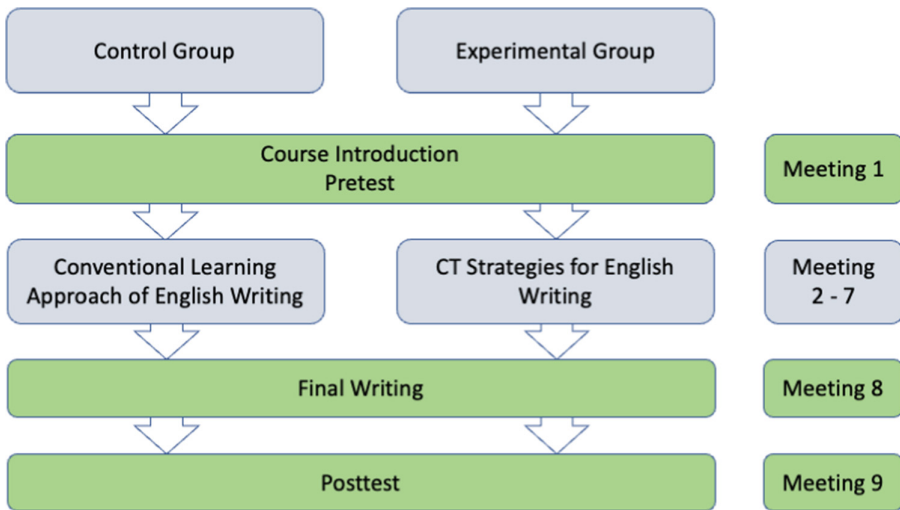 Control Group
Experimental Group
Course Introduction
Pretest
Meeting 1
Conventional Learning
Approach of English Writing
CT Strategies for English
Writing
Meeting
2 - 7
Final Writing
Meeting 8
Posttest
Meeting 9